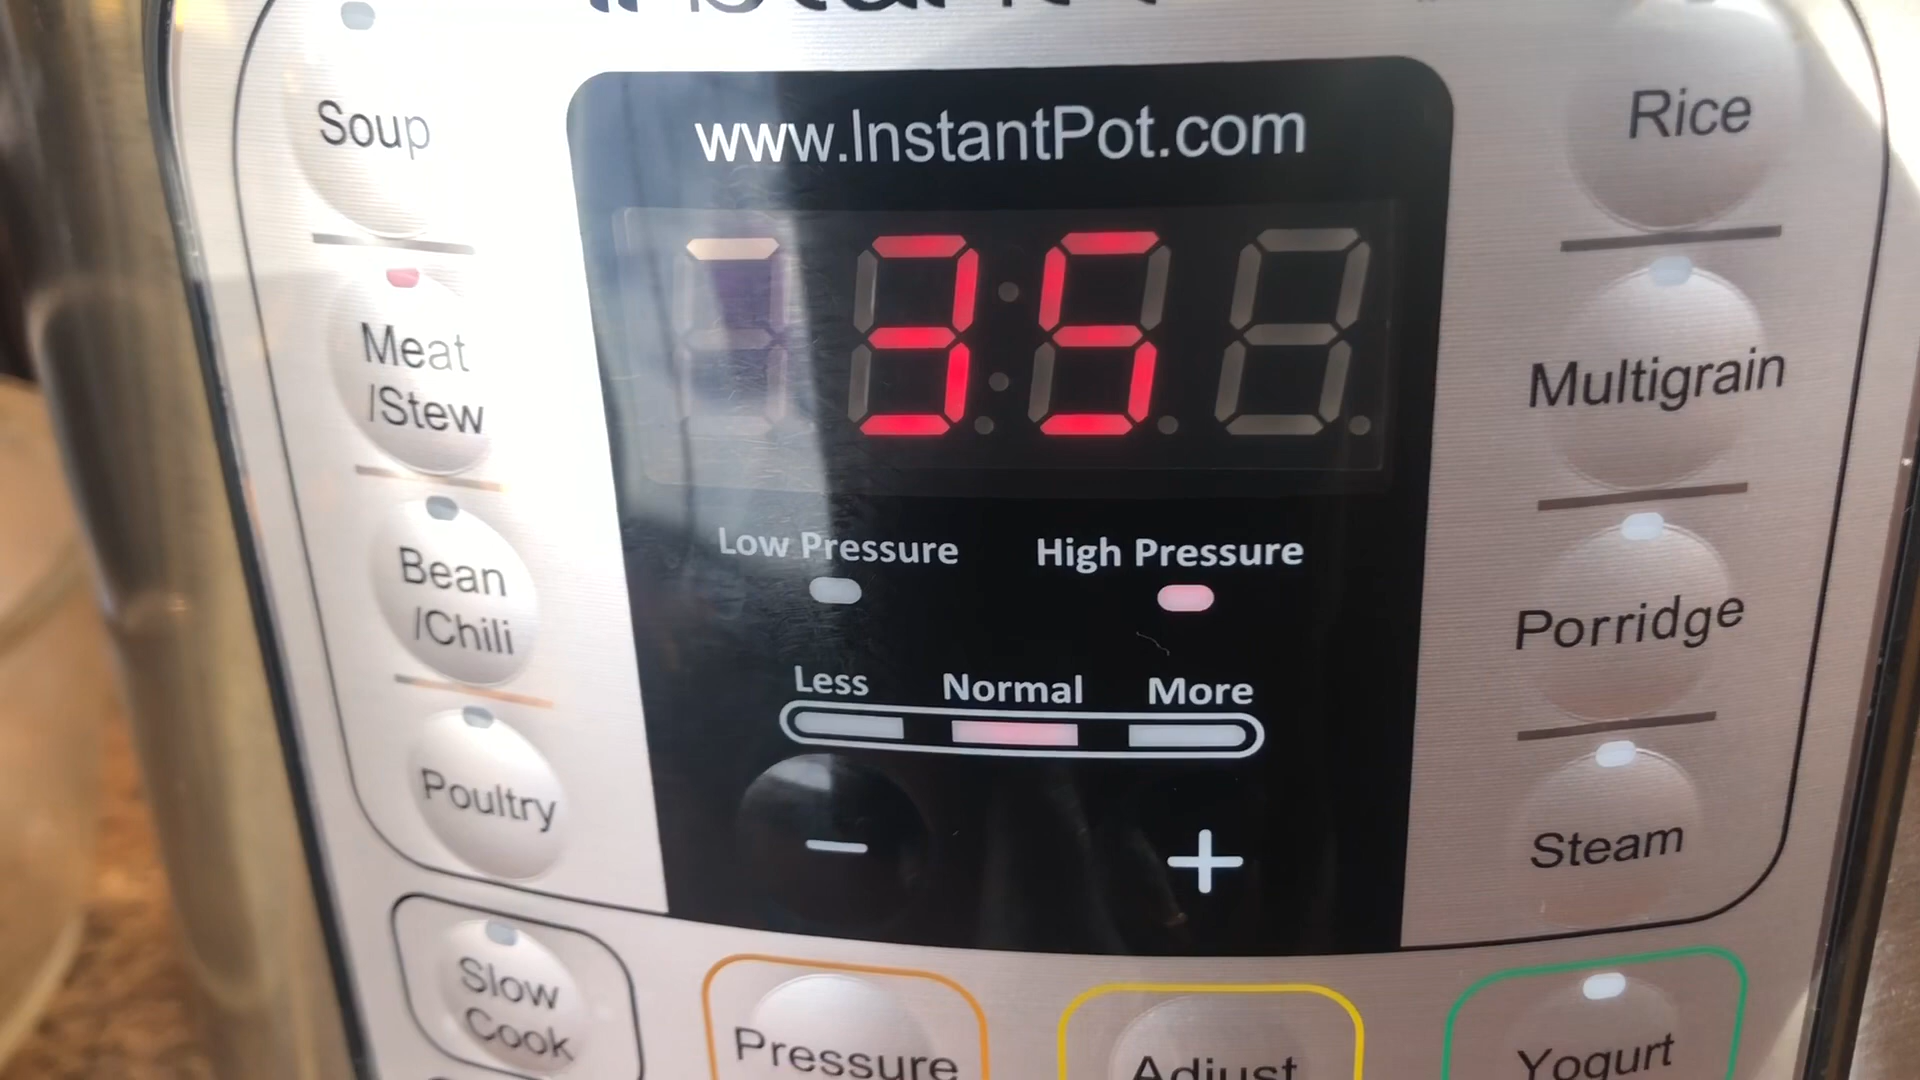 www.InstantPot.com
35
Low Pressure High Pressure
Less Normal More
− +
Soup
Meat
/Stew
Bean
/Chili
Poultry
Slow
Cook
Pressure
Adjust
Yogurt
Rice
Multigrain
Porridge
Steam